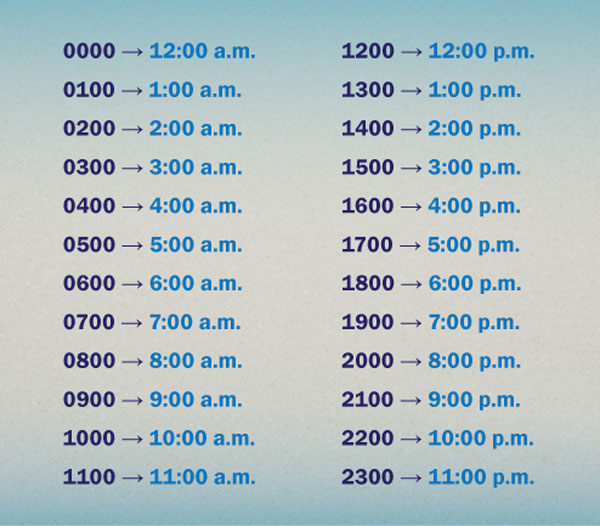 0000 → 12:00 a.m.
0100 → 1:00 a.m.
0200 → 2:00 a.m.
0300 → 3:00 a.m.
0400 → 4:00 a.m.
0500 → 5:00 a.m.
0600 → 6:00 a.m.
0700 → 7:00 a.m.
0800 → 8:00 a.m.
0900 → 9:00 a.m.
1000 → 10:00 a.m.
1100 → 11:00 a.m.
1200 → 12:00 p.m.
1300 → 1:00 p.m.
1400 → 2:00 p.m.
1500 → 3:00 p.m.
1600 → 4:00 p.m.
1700 → 5:00 p.m.
1800 → 6:00 p.m.
1900 → 7:00 p.m.
2000 → 8:00 p.m.
2100 → 9:00 p.m.
2200 → 10:00 p.m.
2300 → 11:00 p.m.